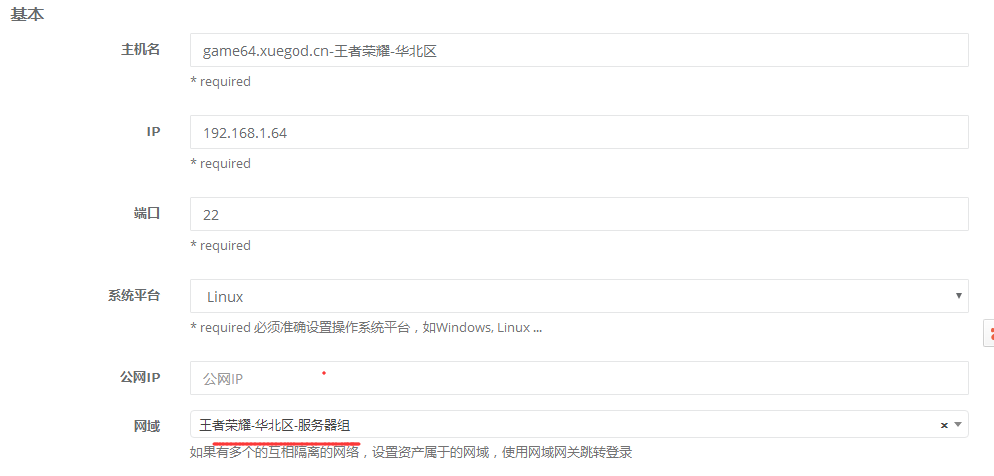 基本
主机名
game64.xuegod.cn-王者荣耀-华北区
* required
IP
192.168.1.64
* required
端口
22
* required
系统平台
Linux
* required 必须准确设置操作系统平台，如Windows, Linux ...
公网IP
公网IP
网域
王者荣耀-华北区-服务器组
如果有多个的互相隔离的网络，设置资产属于的网域，使用网域网关跳转登录